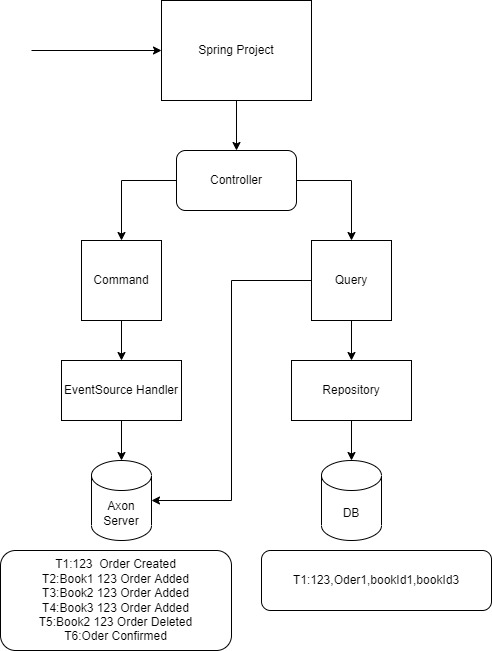 Spring Project
Controller
Command
Query
EventSource Handler
Repository
Axon
Server
DB
T1:123 Order Created
T2:Book1 123 Order Added
T3:Book2 123 Order Added
T4:Book3 123 Order Added
T5:Book2 123 Order Deleted
T6:Oder Confirmed
T1:123,Oder1,bookId1,bookId3